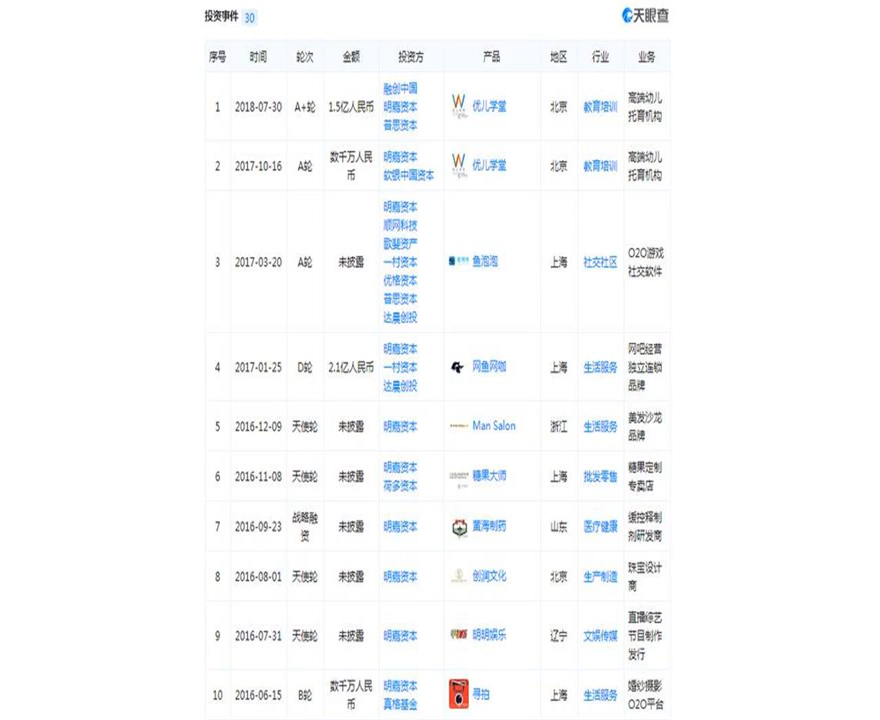 投资事件 30
天眼查
序号 时间 轮次 金额 投资方 产品 地区 行业 业务
1 2018-07-30 A+轮 1.5亿人民币 融创中国 明嘉资本 普思资本 优儿学堂 北京 教育培训 高端幼儿托育机构
2 2017-10-16 A轮 数千万人民币 明嘉资本 软银中国资本 优儿学堂 北京 教育培训 高端幼儿托育机构
3 2017-03-20 A轮 未披露 明嘉资本 顺网科技 歌斐资产 一村资本 优格资本 普思资本 达晨创投 鱼泡泡 上海 社交社区 O2O游戏社交软件
4 2017-01-25 D轮 2.1亿人民币 明嘉资本 一村资本 达晨创投 网鱼网咖 上海 生活服务 网吧经营独立连锁品牌
5 2016-12-09 天使轮 未披露 明嘉资本 Man Salon 浙江 生活服务 美发沙龙品牌
6 2016-11-08 天使轮 未披露 明嘉资本 荷多资本 糖果大师 上海 批发零售 糖果定制专卖店
7 2016-09-23 战略融资 未披露 明嘉资本 置海制药 山东 医疗健康 缓控释制剂研发商
8 2016-08-01 天使轮 未披露 明嘉资本 创润文化 北京 生产制造 珠宝设计商
9 2016-07-31 天使轮 未披露 明嘉资本 明明娱乐 辽宁 文娱传媒 直播综艺节目制作发行
10 2016-06-15 B轮 数千万人民币 明嘉资本 真格基金 寻拍 上海 生活服务 婚纱摄影O2O平台